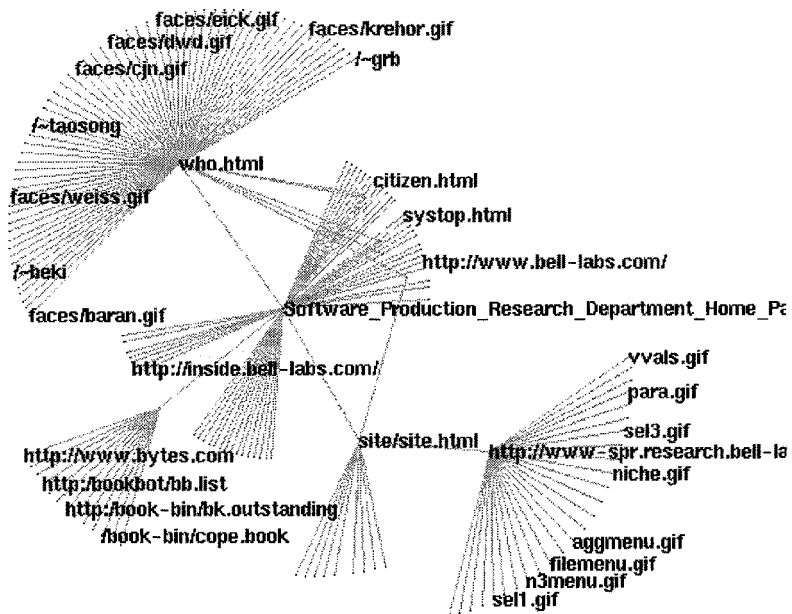 faces/eick.gif
faces/krehor.gif
faces/dwd.gif
/~grb
faces/cjn.gif
/~taosong
who.html
citizen.html
faces/weiss.gif
systop.html
http://www.bell-labs.com/
/~beki
Software_Production_Research_Department_Home_Pa
faces/baran.gif
vvals.gif
http://inside.bell-labs.com/
para.gif
sel3.gif
site/site.html
http://www-spr.research.bell-la
http://www.bytes.com
niche.gif
http:/bookbot/bb.list
http:/book-bin/bk.outstanding
/book-bin/cope.book
aggmenu.gif
filemenu.gif
n3menu.gif
sel1.gif